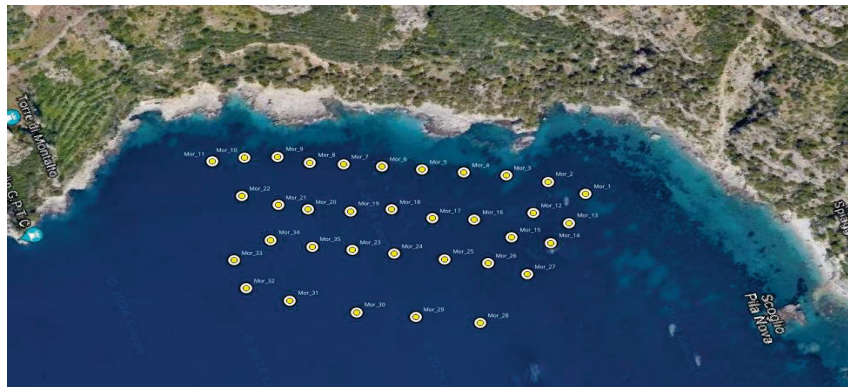 Mor_11
Mor_10
Mor_9
Mor_8
Mor_7
Mor_6
Mor_5
Mor_4
Mor_3
Mor_2
Mor_1
Mor_22
Mor_21
Mor_20
Mor_19
Mor_18
Mor_17
Mor_16
Mor_12
Mor_13
Mor_15
Mor_14
Mor_34
Mor_35
Mor_23
Mor_24
Mor_25
Mor_26
Mor_27
Mor_33
Mor_32
Mor_31
Mor_30
Mor_29
Mor_28
Torre di Montalto
G.P.T.C
Scoglio
Pila Nova